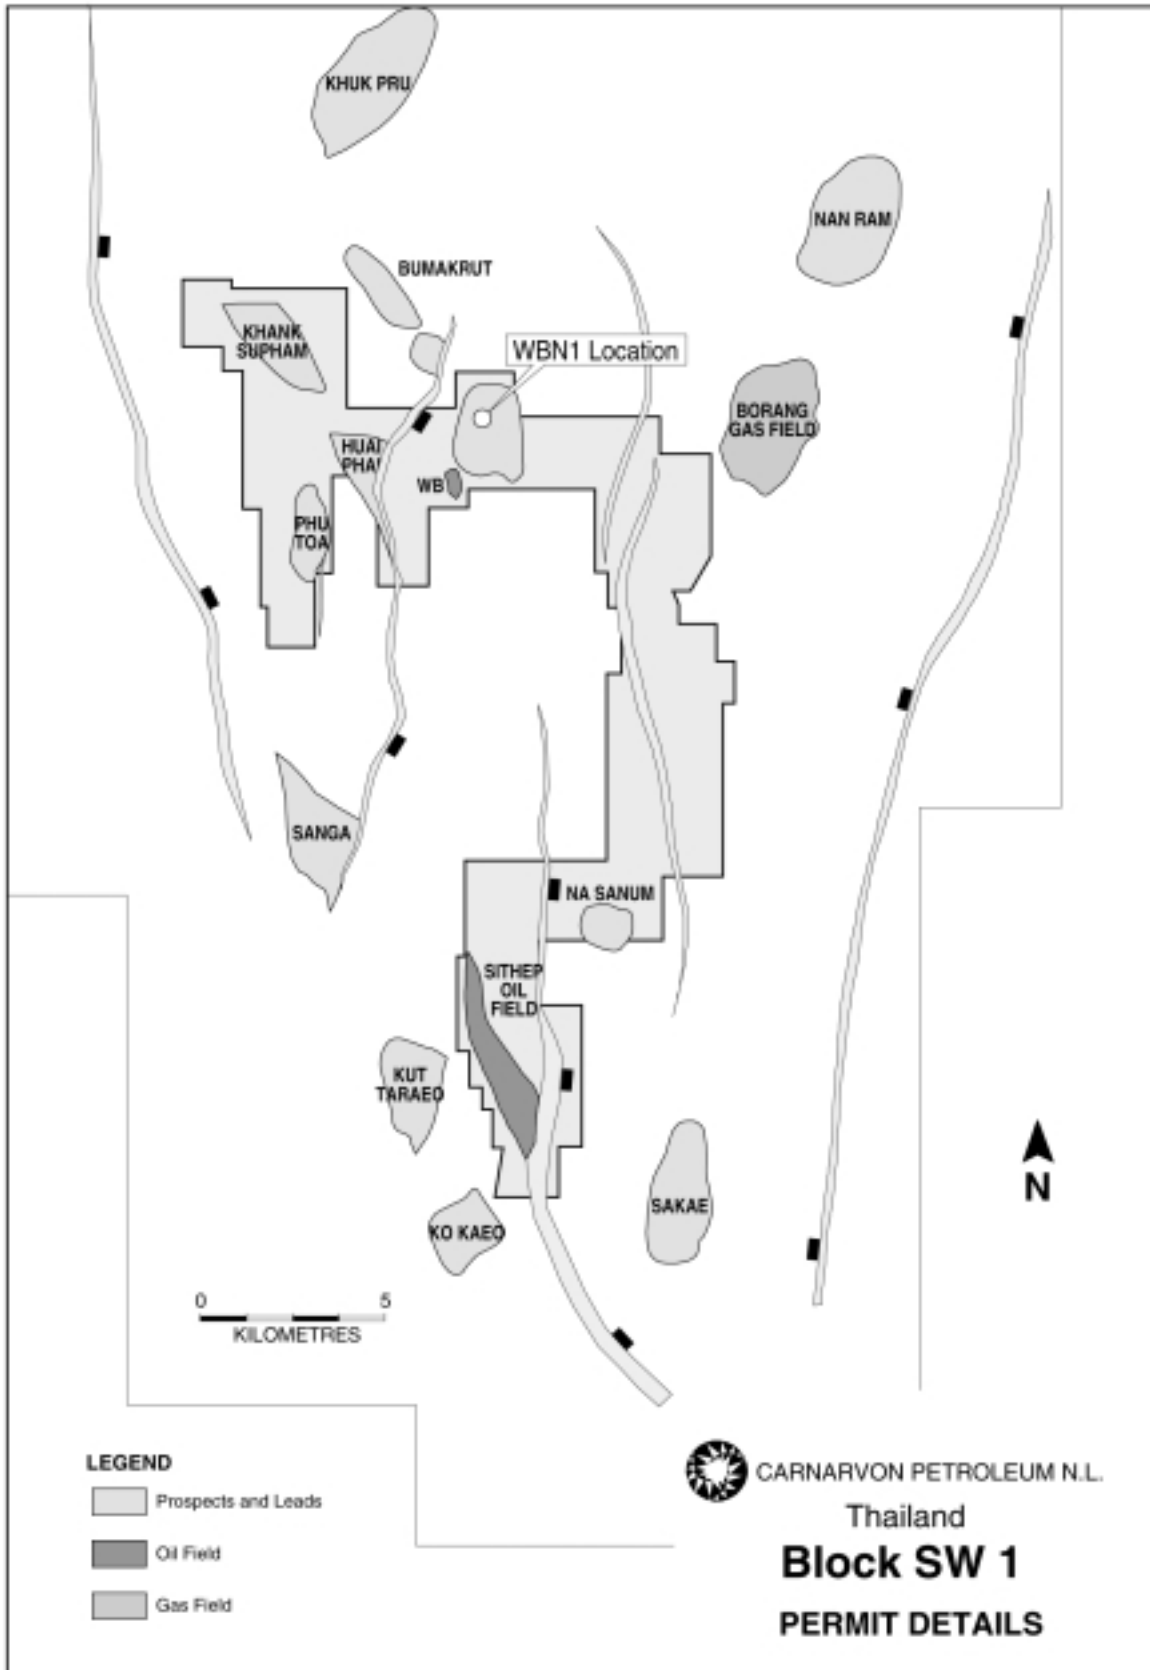 KHUK PRU
NAN RAM
BUMAKRUT
KHANK
SUPHAM
WBN1 Location
BORANG
GAS FIELD
HUAI
PHAI
WB
PHU
TOA
SANGA
NA SANUM
SITHEP
OIL
FIELD
KUT
TARAEO
SAKAE
KO KAEO
N
0 5
KILOMETRES
LEGEND
Prospects and Leads
Oil Field
Gas Field
CARNARVON PETROLEUM N.L.
Thailand
Block SW 1
PERMIT DETAILS